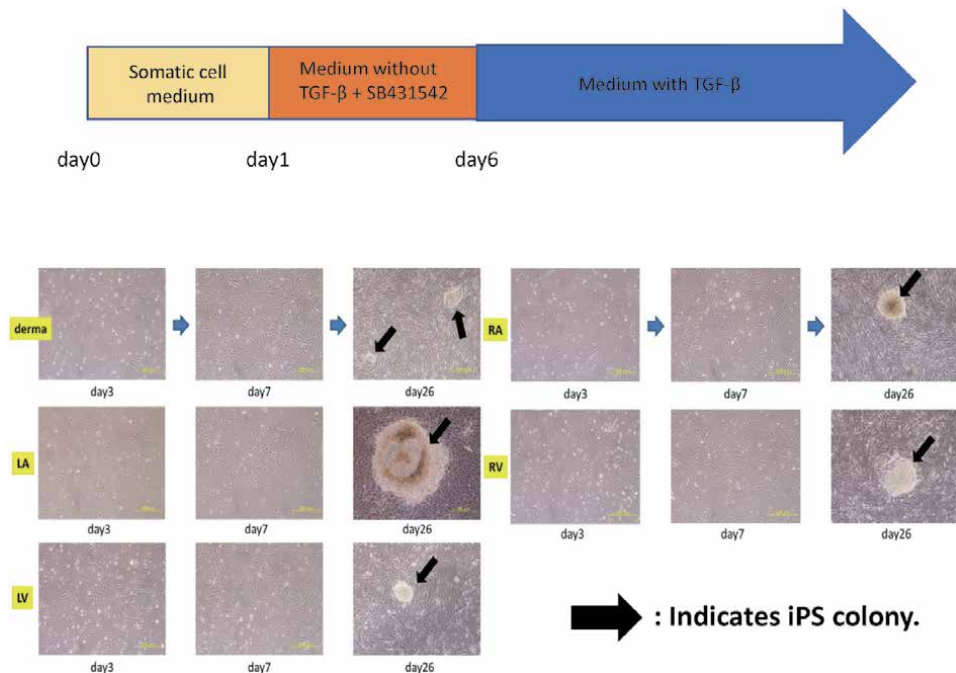 Somatic cell
medium
Medium without
TGF-β + SB431542
Medium with TGF-β
day0
day1
day6
derma
day3
day7
day26
RA
day3
day7
day26
LA
day3
day7
day26
RV
day3
day7
day26
LV
day3
day7
day26
: Indicates iPS colony.